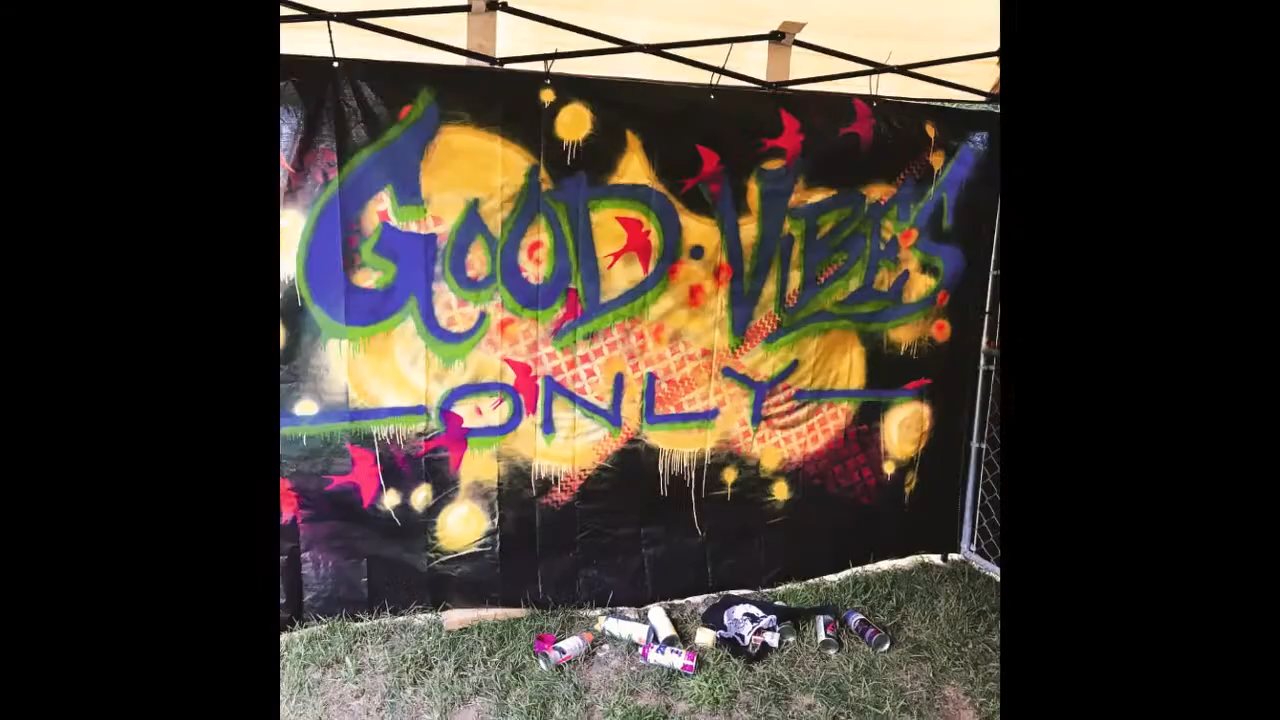 GOOD · VIBES
— ONLY —